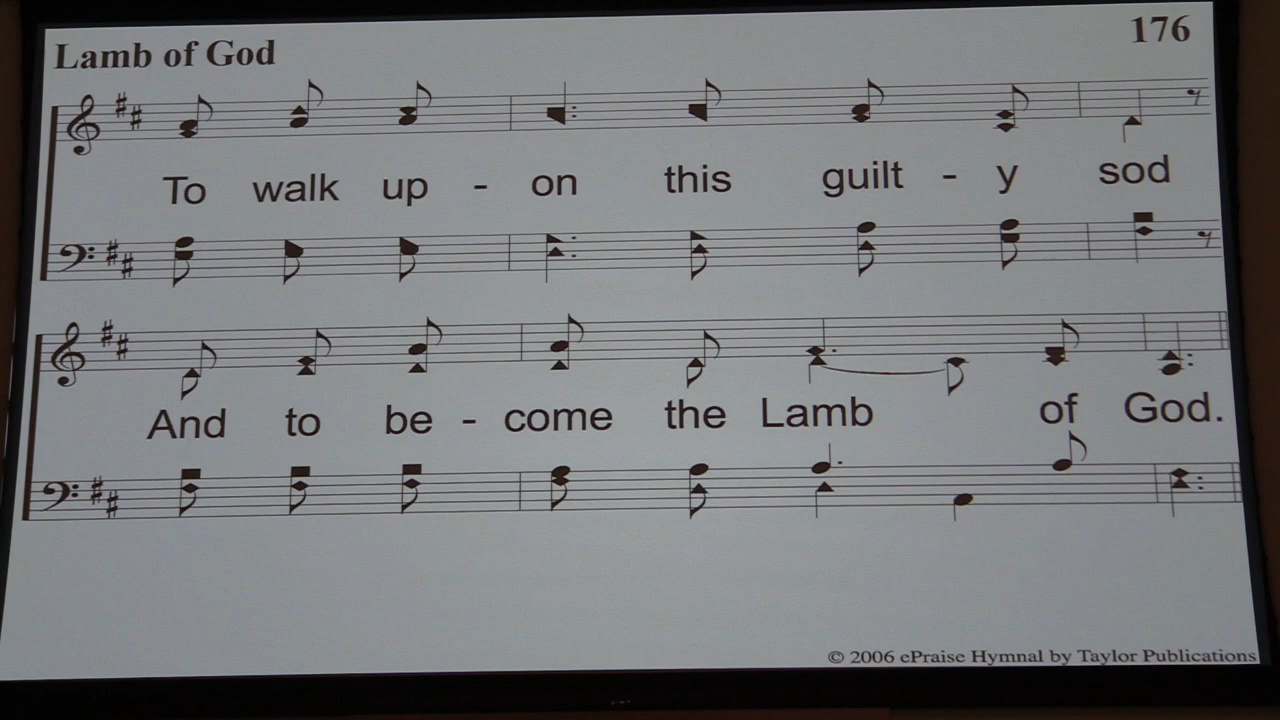 Lamb of God 176
To walk up - on this guilt - y sod
And to be - come the Lamb of God.
© 2006 ePraise Hymnal by Taylor Publications